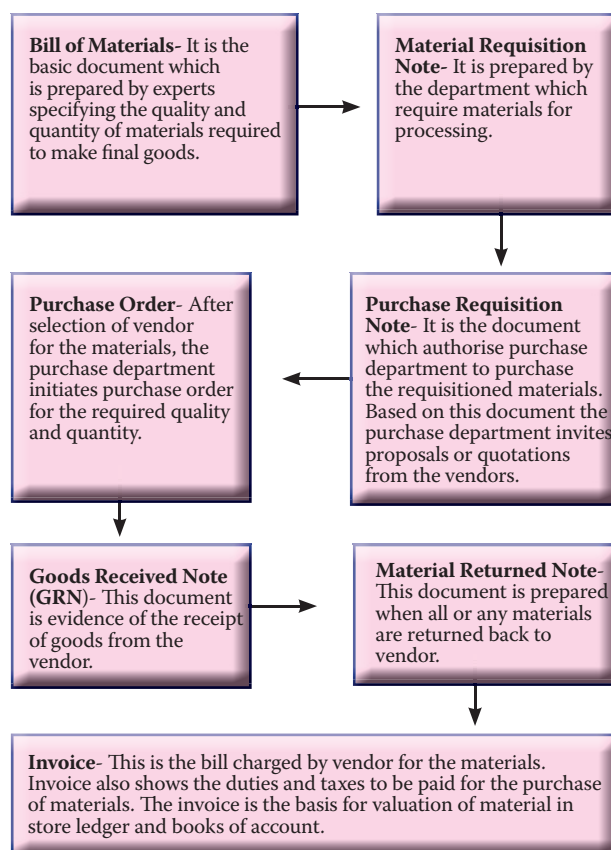 Bill of Materials- It is the
basic document which
is prepared by experts
specifying the quality and
quantity of materials required
to make final goods.
Material Requisition
Note- It is prepared by
the department which
require materials for
processing.
Purchase Requisition
Note- It is the document
which authorise purchase
department to purchase
the requisitioned materials.
Based on this document the
purchase department invites
proposals or quotations
from the vendors.
Purchase Order- After
selection of vendor
for the materials, the
purchase department
initiates purchase order
for the required quality
and quantity.
Goods Received Note
(GRN)- This document
is evidence of the receipt
of goods from the
vendor.
Material Returned Note-
This document is prepared
when all or any materials
are returned back to
vendor.
Invoice- This is the bill charged by vendor for the materials.
Invoice also shows the duties and taxes to be paid for the purchase
of materials. The invoice is the basis for valuation of material in
store ledger and books of account.